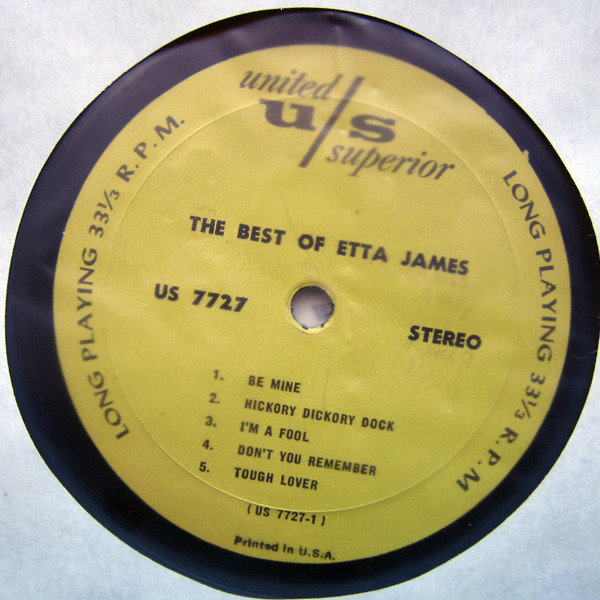 united
u/s
superior
LONG PLAYING 33⅓ R.P.M.
LONG PLAYING 33⅓ R.P.M
THE BEST OF ETTA JAMES
US 7727
STEREO
1. BE MINE
2. HICKORY DICKORY DOCK
3. I'M A FOOL
4. DON'T YOU REMEMBER
5. TOUGH LOVER
(US 7727-1)
Printed in U.S.A.